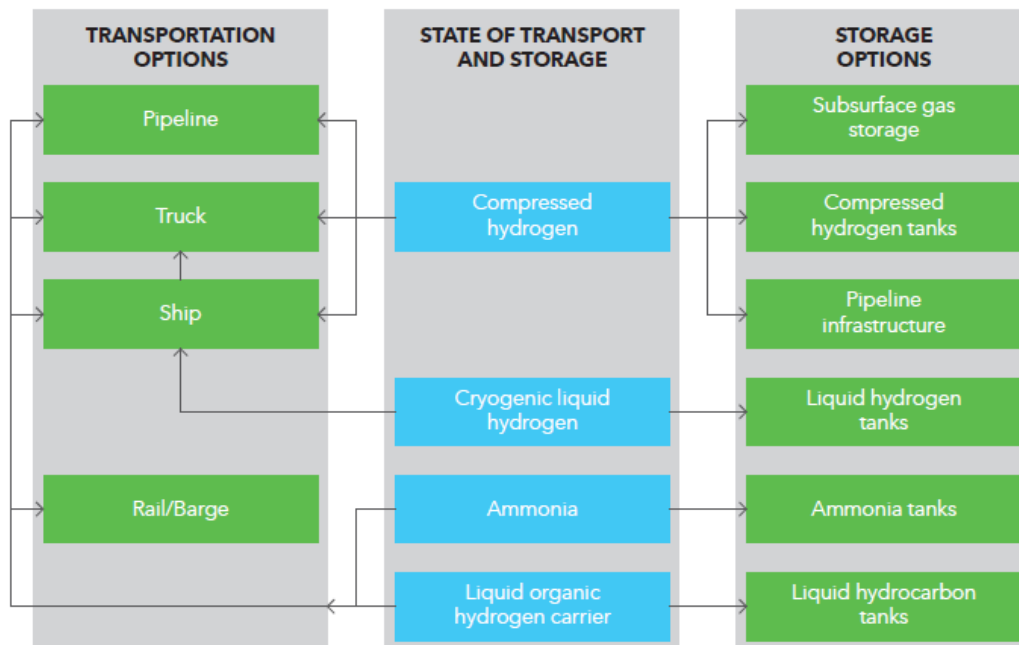 TRANSPORTATION
OPTIONS
Pipeline
Truck
Ship
Rail/Barge
STATE OF TRANSPORT
AND STORAGE
Compressed
hydrogen
Cryogenic liquid
hydrogen
Ammonia
Liquid organic
hydrogen carrier
STORAGE
OPTIONS
Subsurface gas
storage
Compressed
hydrogen tanks
Pipeline
infrastructure
Liquid hydrogen
tanks
Ammonia tanks
Liquid hydrocarbon
tanks